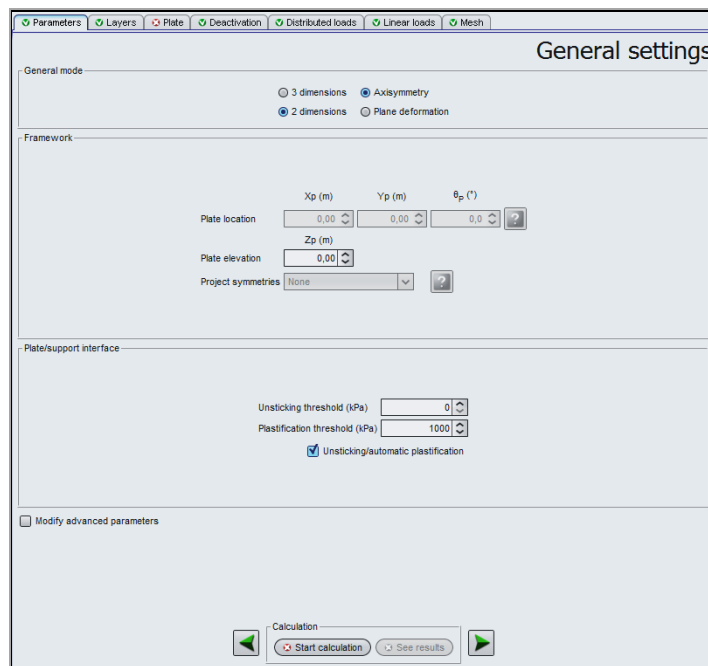 Parameters Layers Plate Deactivation Distributed loads Linear loads Mesh
General settings
General mode
3 dimensions Axisymmetry
2 dimensions Plane deformation
Framework
Xp (m) Yp (m) θp (°)
Plate location 0,00 0,00 0,0 ?
Zp (m)
Plate elevation 0,00
Project symmetries None ?
Plate/support interface
Unsticking threshold (kPa) 0
Plastification threshold (kPa) 1000
Unsticking/automatic plastification
Modify advanced parameters
Calculation
Start calculation See results